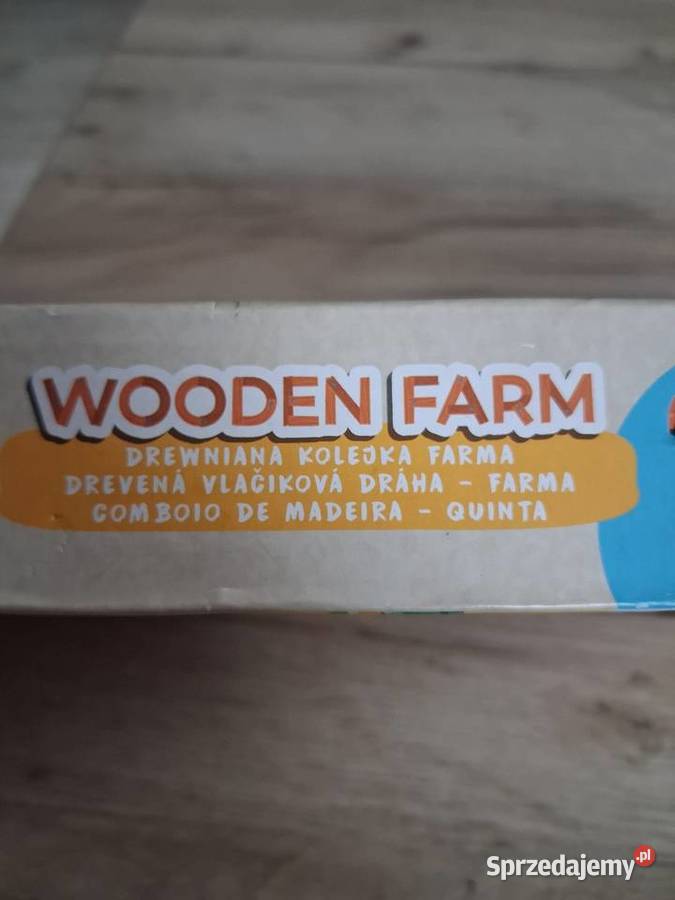 WOODEN FARM
DREWNIANA KOLEJKA FARMA
DREVENÁ VLAČIKOVÁ DRÁHA – FARMA
COMBOIO DE MADEIRA – QUINTA
Sprzedajemy.pl